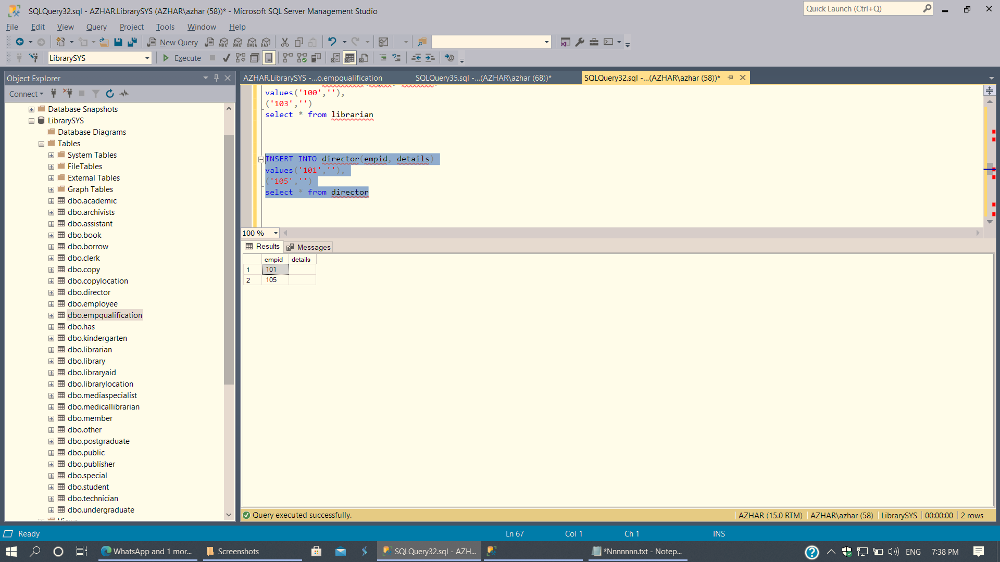 SQLQuery32.sql - AZHAR.LibrarySYS (AZHAR\azhar (58))* - Microsoft SQL Server Management Studio
Quick Launch (Ctrl+Q)
File Edit View Query Project Tools Window Help
New Query
MDX DMX XMLA DAX
LibrarySYS
Execute
Object Explorer
Connect
Database Snapshots
LibrarySYS
Database Diagrams
Tables
System Tables
FileTables
External Tables
Graph Tables
dbo.academic
dbo.archivists
dbo.assistant
dbo.book
dbo.borrow
dbo.clerk
dbo.copy
dbo.copylocation
dbo.director
dbo.employee
dbo.empqualification
dbo.has
dbo.kindergarten
dbo.librarian
dbo.library
dbo.libraryaid
dbo.librarylocation
dbo.mediaspecialist
dbo.medicallibrarian
dbo.member
dbo.other
dbo.postgraduate
dbo.public
dbo.publisher
dbo.special
dbo.student
dbo.technician
dbo.undergraduate
AZHAR.LibrarySYS -...o.empqualification
SQLQuery35.sql -...(AZHAR\azhar (68))*
SQLQuery32.sql -...(AZHAR\azhar (58))*
values('100',''),
('103','')
select * from librarian
INSERT INTO director(empid, details)
values('101',''),
('105','')
select * from director
100 %
Results Messages
empid details
1 101
2 105
Query executed successfully.
AZHAR (15.0 RTM) AZHAR\azhar (58) LibrarySYS 00:00:00 2 rows
Ready
Ln 67 Col 1 Ch 1 INS
WhatsApp and 1 mor...
Screenshots
SQLQuery32.sql - AZH...
*Nnnnnnn.txt - Notep...
ENG
7:38 PM